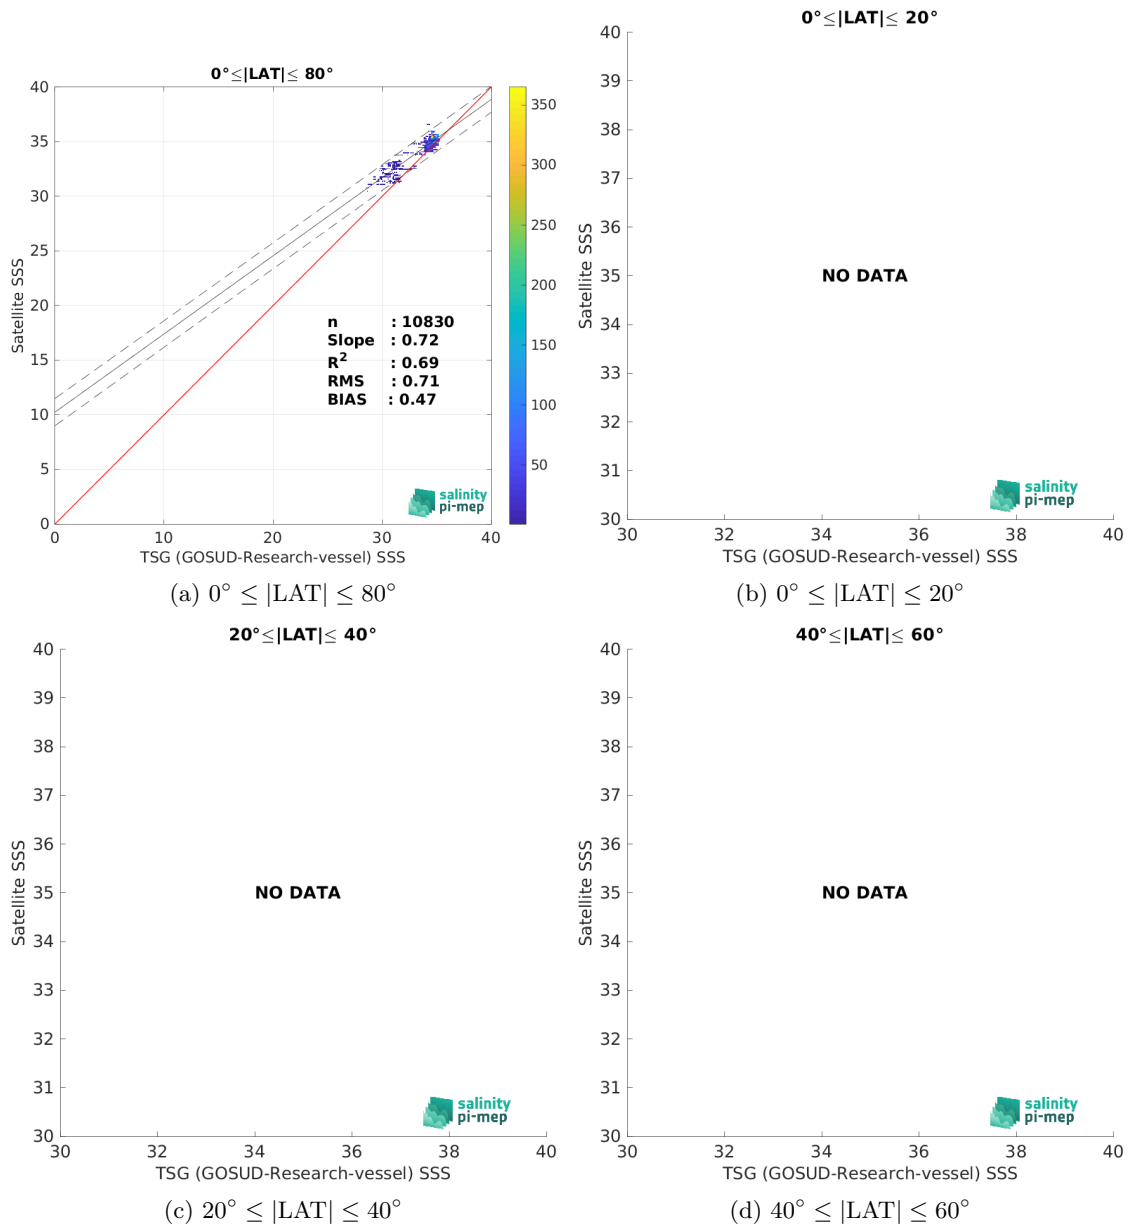 0°≤|LAT|≤ 80°
40
35
30
25
20
15
10
5
0
0 10 20 30 40
Satellite SSS
TSG (GOSUD-Research-vessel) SSS
n : 10830
Slope : 0.72
R² : 0.69
RMS : 0.71
BIAS : 0.47
salinity
pi-mep
350
300
250
200
150
100
50
(a) 0° ≤ |LAT| ≤ 80°
0°≤|LAT|≤ 20°
40
39
38
37
36
35
34
33
32
31
30
30 32 34 36 38 40
Satellite SSS
NO DATA
salinity
pi-mep
TSG (GOSUD-Research-vessel) SSS
(b) 0° ≤ |LAT| ≤ 20°
20°≤|LAT|≤ 40°
40
39
38
37
36
35
34
33
32
31
30
30 32 34 36 38 40
Satellite SSS
NO DATA
salinity
pi-mep
TSG (GOSUD-Research-vessel) SSS
(c) 20° ≤ |LAT| ≤ 40°
40°≤|LAT|≤ 60°
40
39
38
37
36
35
34
33
32
31
30
30 32 34 36 38 40
Satellite SSS
NO DATA
salinity
pi-mep
TSG (GOSUD-Research-vessel) SSS
(d) 40° ≤ |LAT| ≤ 60°